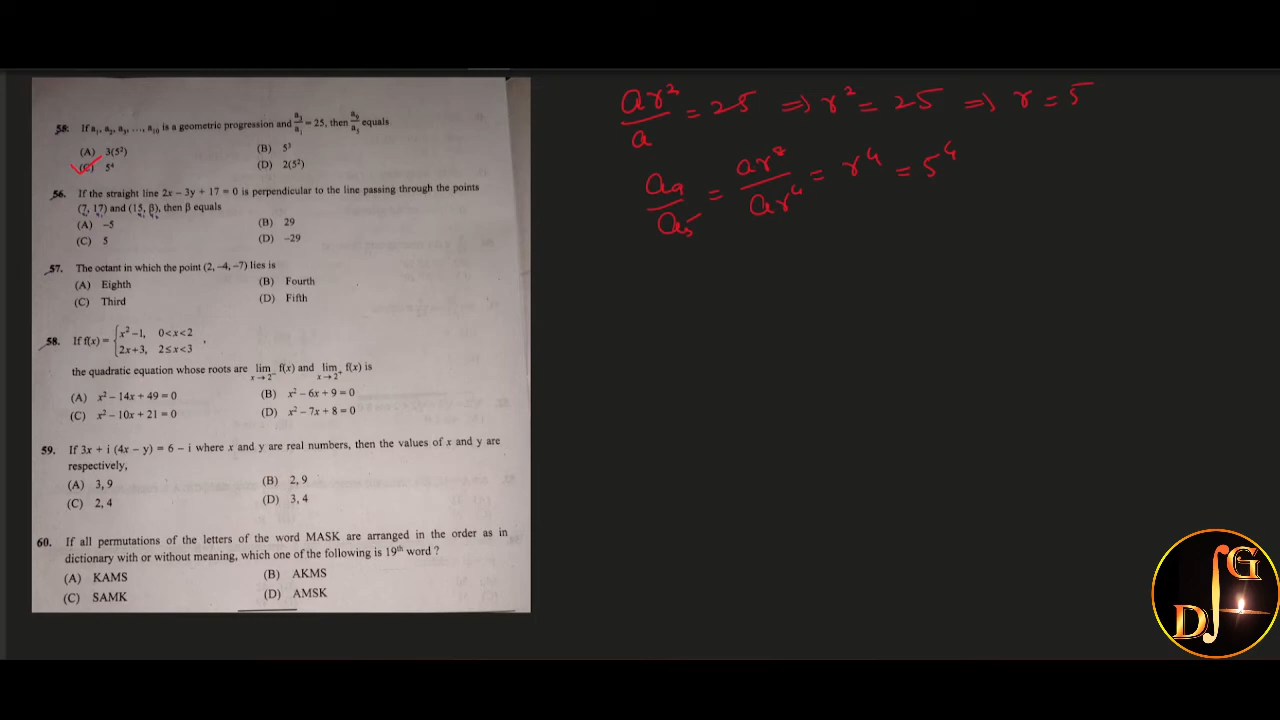 58. If a₁, a₂, a₃, ..., a₁₀ is a geometric progression and a₃/a₁ = 25, then a₉/a₅ equals
(A) 3(5²) (B) 5³
(C) 5⁴ (D) 2(5²)
56. If the straight line 2x – 3y + 17 = 0 is perpendicular to the line passing through the points
(7, 17) and (15, β), then β equals
(A) –5 (B) 29
(C) 5 (D) –29
57. The octant in which the point (2, –4, –7) lies is
(A) Eighth (B) Fourth
(C) Third (D) Fifth
58. If f(x) = { x² – 1, 0 < x < 2
2x + 3, 2 ≤ x < 3 ,
the quadratic equation whose roots are lim x→2⁻ f(x) and lim x→2⁺ f(x) is
(A) x² – 14x + 49 = 0 (B) x² – 6x + 9 = 0
(C) x² – 10x + 21 = 0 (D) x² – 7x + 8 = 0
59. If 3x + i (4x – y) = 6 – i where x and y are real numbers, then the values of x and y are
respectively,
(A) 3, 9 (B) 2, 9
(C) 2, 4 (D) 3, 4
60. If all permutations of the letters of the word MASK are arranged in the order as in
dictionary with or without meaning, which one of the following is 19th word ?
(A) KAMS (B) AKMS
(C) SAMK (D) AMSK
ar²/a = 25 ⇒ r² = 25 ⇒ r = 5
a₉/a₅ = ar⁸/ar⁴ = r⁴ = 5⁴
D∫G